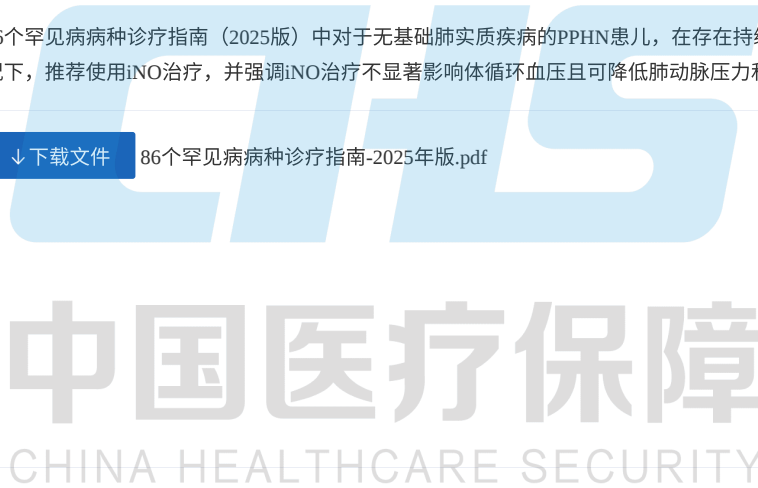 6个罕见病病种诊疗指南（2025版）中对于无基础肺实质疾病的PPHN患儿，在存在持
下，推荐使用iNO治疗，并强调iNO治疗不显著影响体循环血压且可降低肺动脉压力
↓下载文件 86个罕见病病种诊疗指南-2025年版.pdf
CHS
中国医疗保障
CHINA HEALTHCARE SECURITY